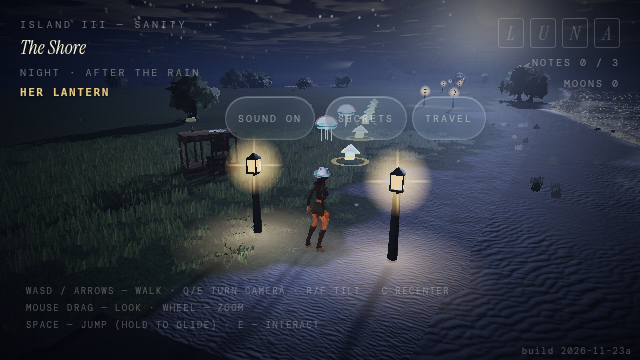 ISLAND III — SANITY
The Shore
NIGHT · AFTER THE RAIN
HER LANTERN
LUNA
NOTES 0 / 3
MOONS 0
SOUND ON
SECRETS
TRAVEL
WASD / ARROWS — WALK · Q/E TURN CAMERA · R/F TILT · C RECENTER
MOUSE DRAG — LOOK · WHEEL — ZOOM
SPACE — JUMP (HOLD TO GLIDE) · E — INTERACT
build 2026-11-23a